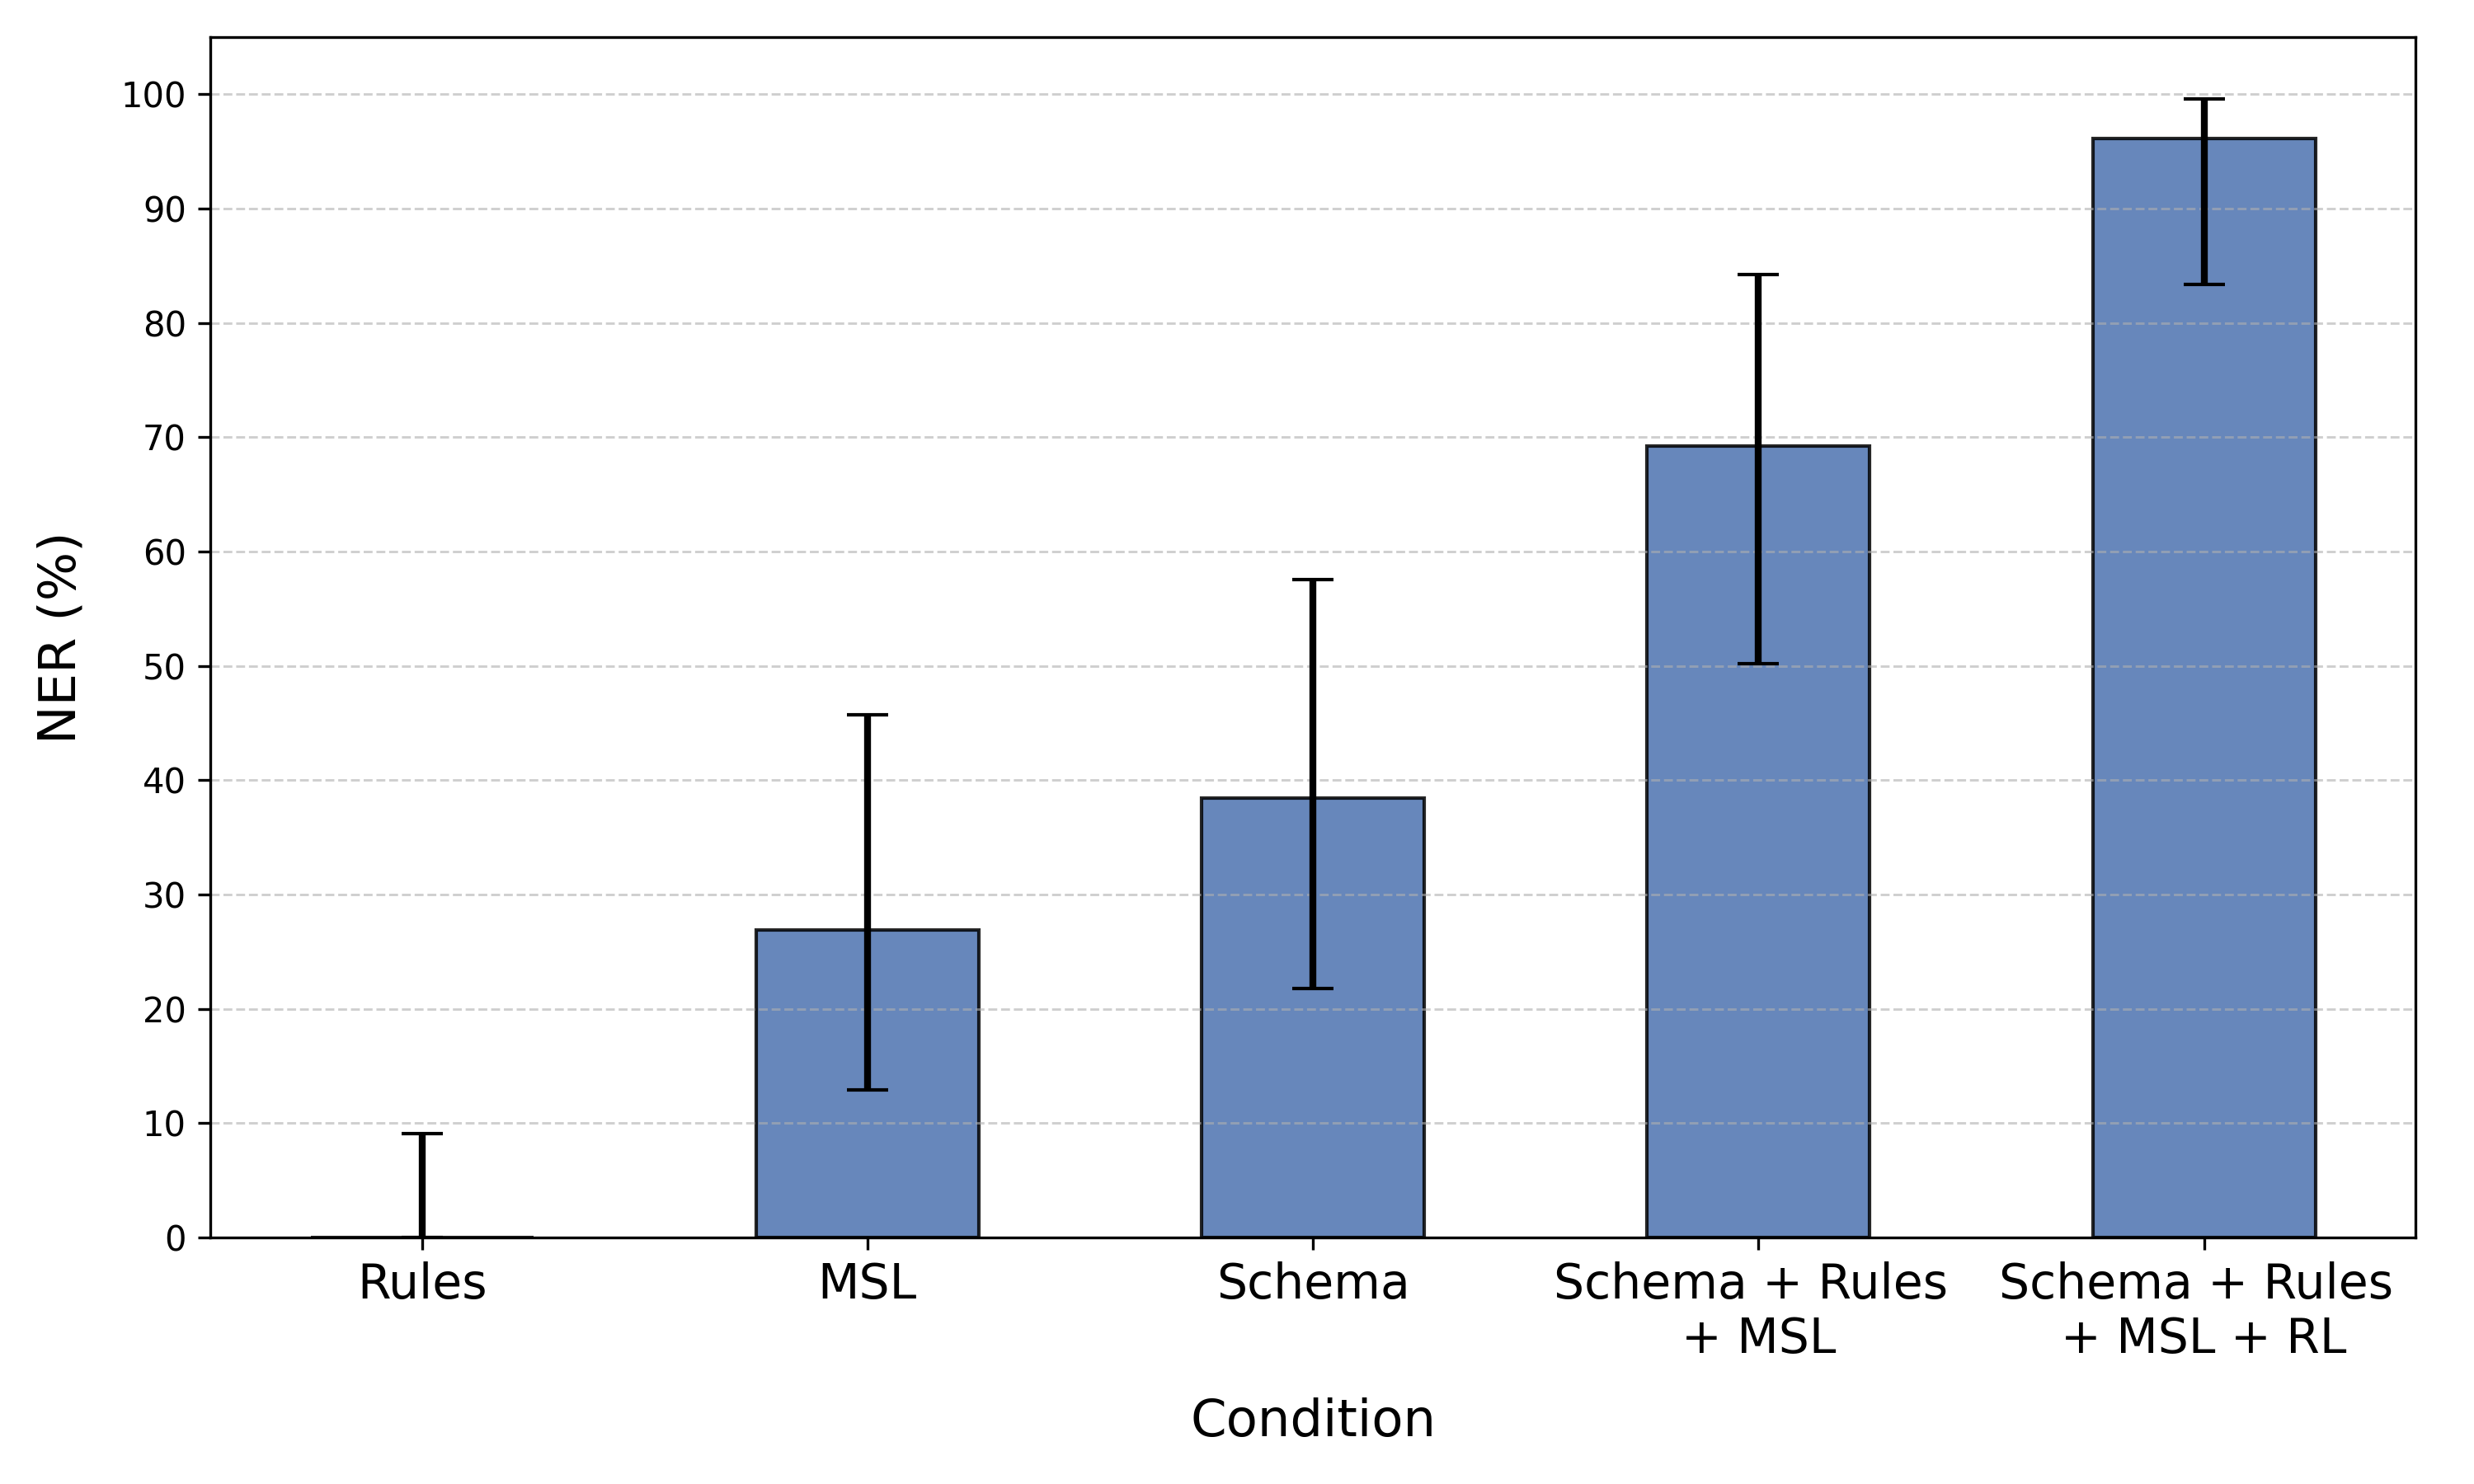 100
90
80
70
60
50
40
30
20
10
0
NER (%)
Rules
MSL
Schema
Schema + Rules
+ MSL
Schema + Rules
+ MSL + RL
Condition